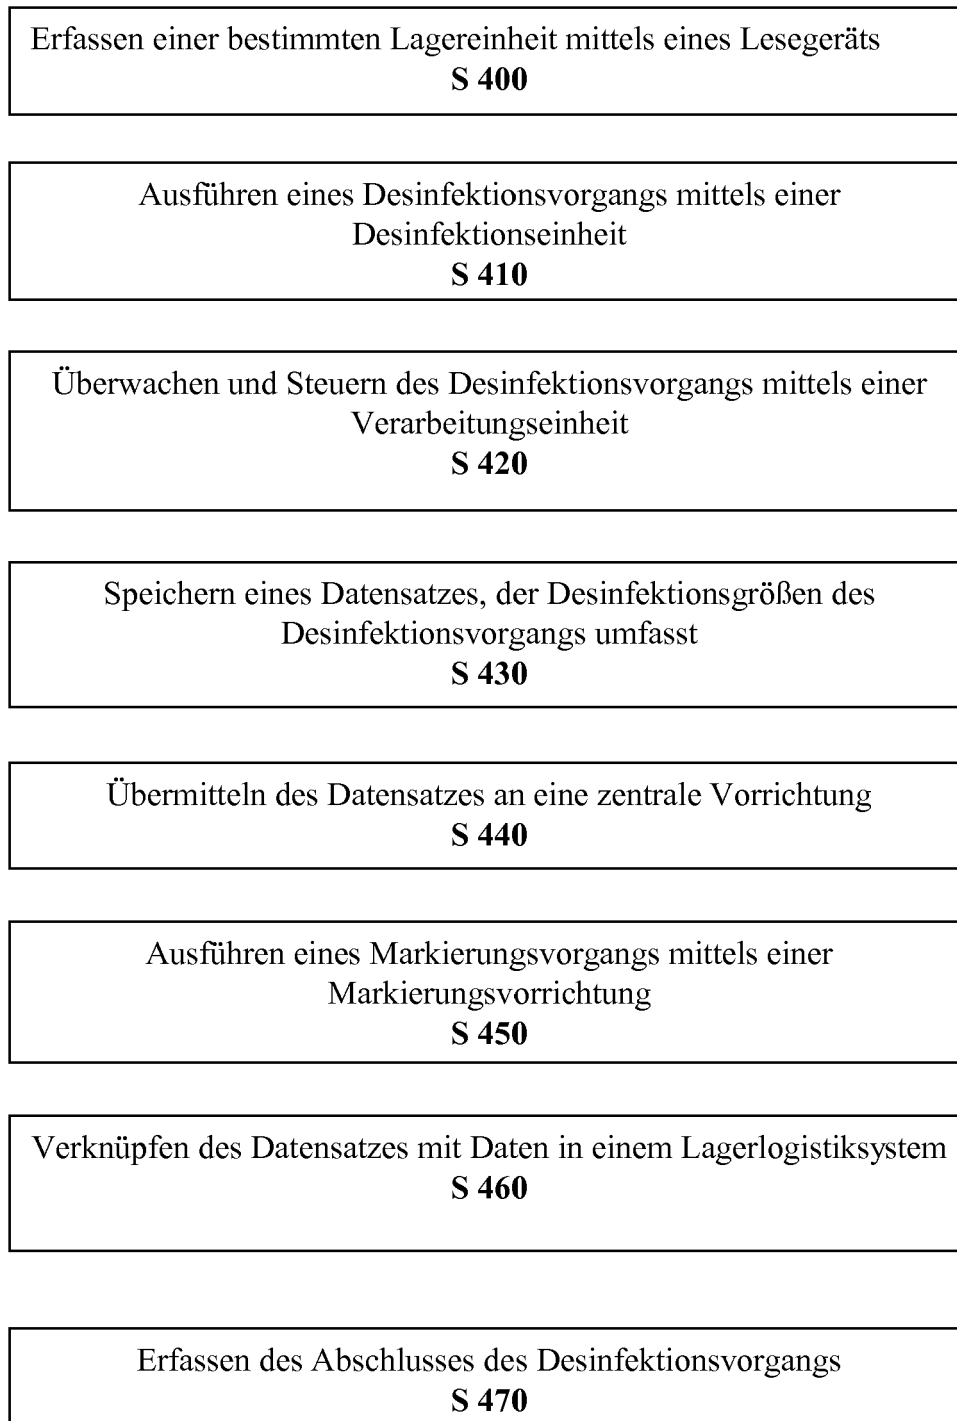 Erfassen einer bestimmten Lagereinheit mittels eines Lesegeräts
S 400
Ausführen eines Desinfektionsvorgangs mittels einer
Desinfektionseinheit
S 410
Überwachen und Steuern des Desinfektionsvorgangs mittels einer
Verarbeitungseinheit
S 420
Speichern eines Datensatzes, der Desinfektionsgrößen des
Desinfektionsvorgangs umfasst
S 430
Übermitteln des Datensatzes an eine zentrale Vorrichtung
S 440
Ausführen eines Markierungsvorgangs mittels einer
Markierungsvorrichtung
S 450
Verknüpfen des Datensatzes mit Daten in einem Lagerlogistiksystem
S 460
Erfassen des Abschlusses des Desinfektionsvorgangs
S 470